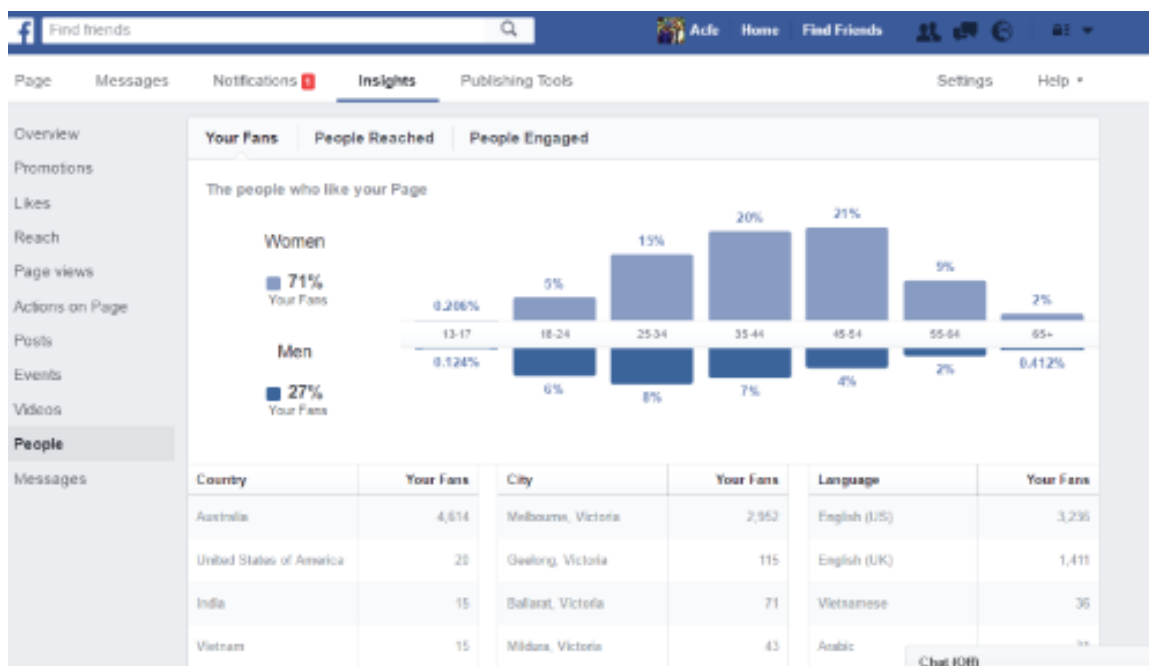 f Find friends Acfe Home Find Friends
Page Messages Notifications 1 Insights Publishing Tools Settings Help
Overview
Promotions
Likes
Reach
Page views
Actions on Page
Posts
Events
Videos
People
Messages
Your Fans People Reached People Engaged
The people who like your Page
Women
71%
Your Fans
Men
27%
Your Fans
0.206% 5% 15% 20% 21% 9% 2%
13-17 18-24 25-34 35-44 45-54 55-64 65+
0.124% 6% 8% 7% 4% 2% 0.412%
Country Your Fans City Your Fans Language Your Fans
Australia 4,614 Melbourne, Victoria 2,952 English (US) 3,236
United States of America 20 Geelong, Victoria 115 English (UK) 1,411
India 15 Ballarat, Victoria 71 Vietnamese 36
Vietnam 15 Mildura, Victoria 43 Arabic
Chat (Off)